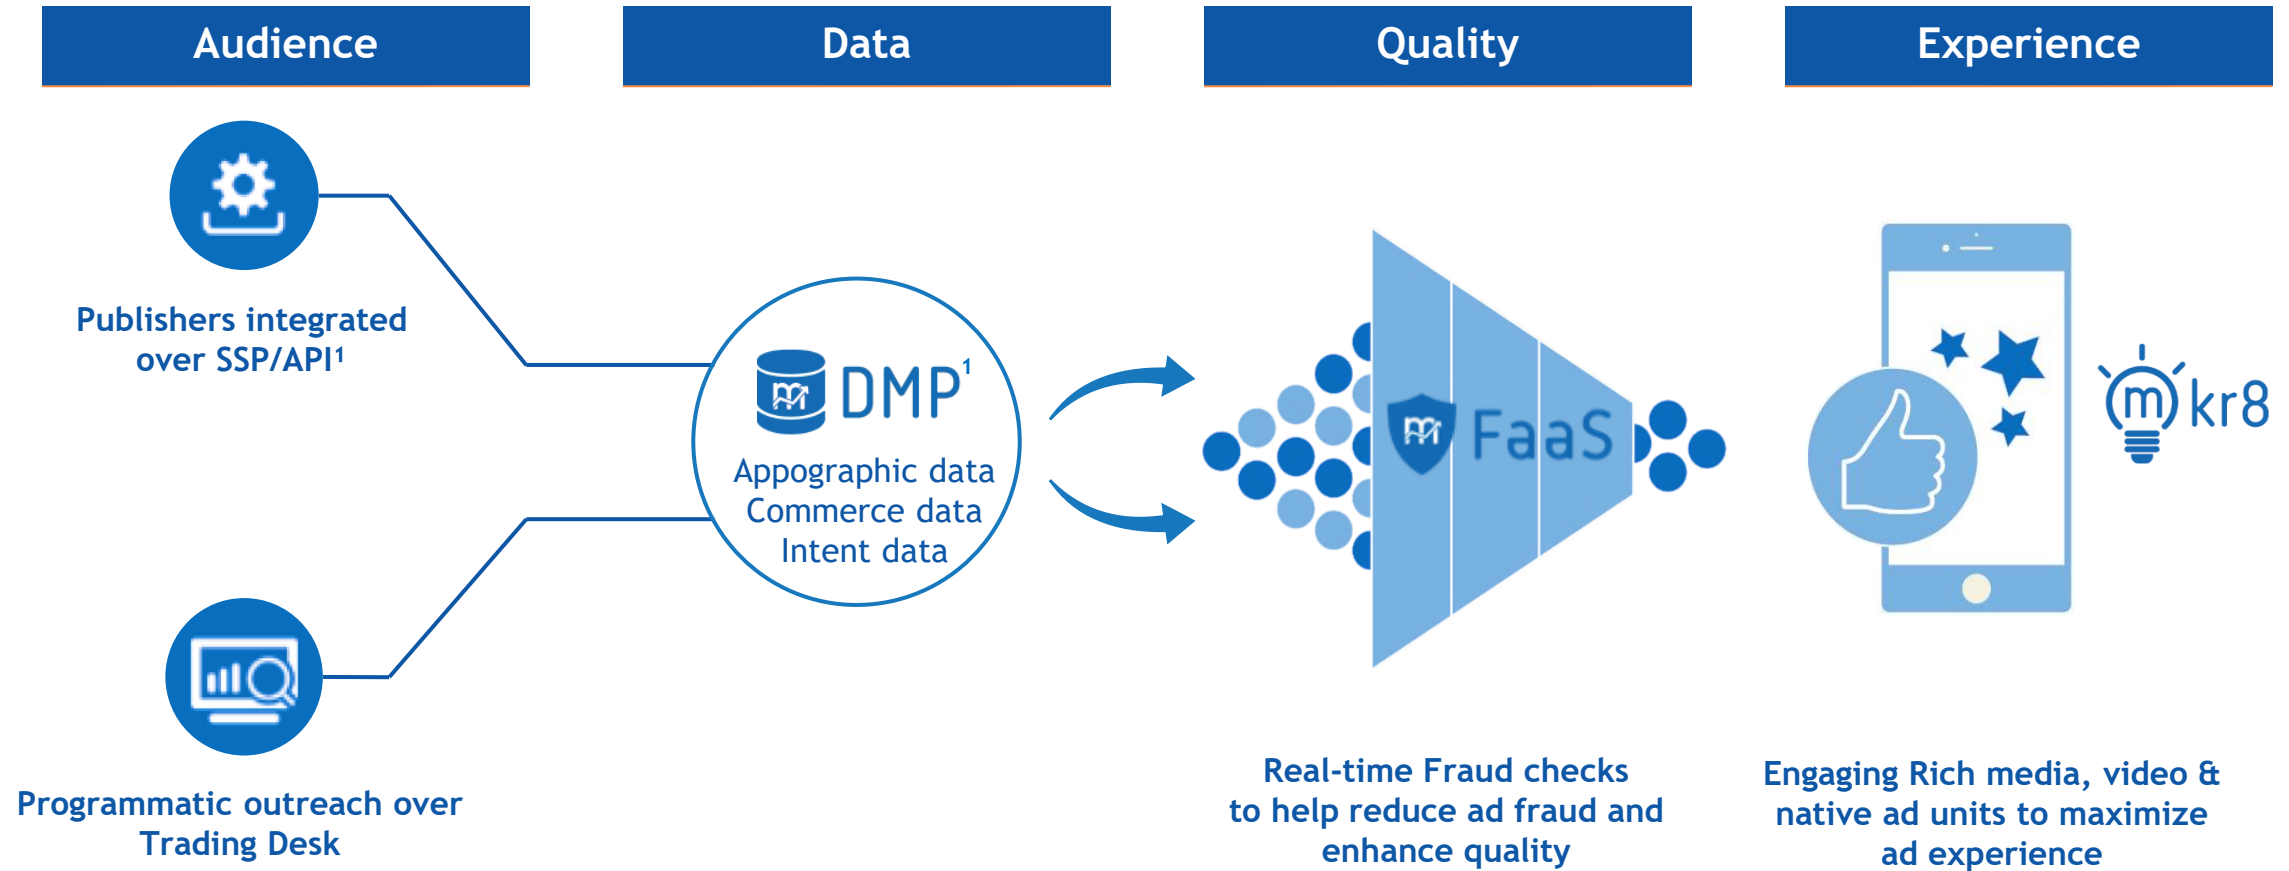 Audience
Data
Quality
Experience
Publishers integrated
over SSP/API¹
Programmatic outreach over
Trading Desk
m DMP¹
Appographic data
Commerce data
Intent data
m FaaS
Real-time Fraud checks
to help reduce ad fraud and
enhance quality
m kr8
Engaging Rich media, video &
native ad units to maximize
ad experience